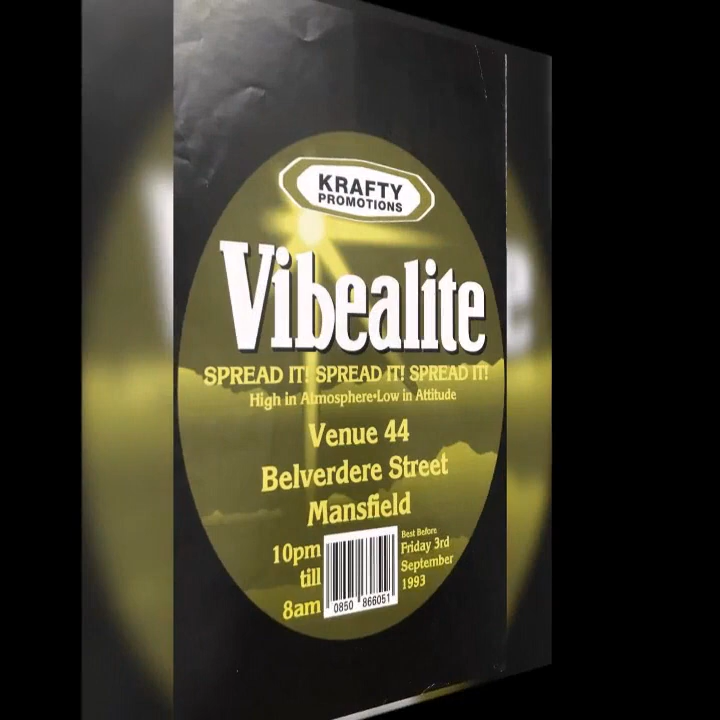 KRAFTY
PROMOTIONS
Vibealite
SPREAD IT! SPREAD IT! SPREAD IT!
High in Atmosphere•Low in Attitude
Venue 44
Belverdere Street
Mansfield
10pm
till
8am
0850 866051
Best Before
Friday 3rd
September
1993